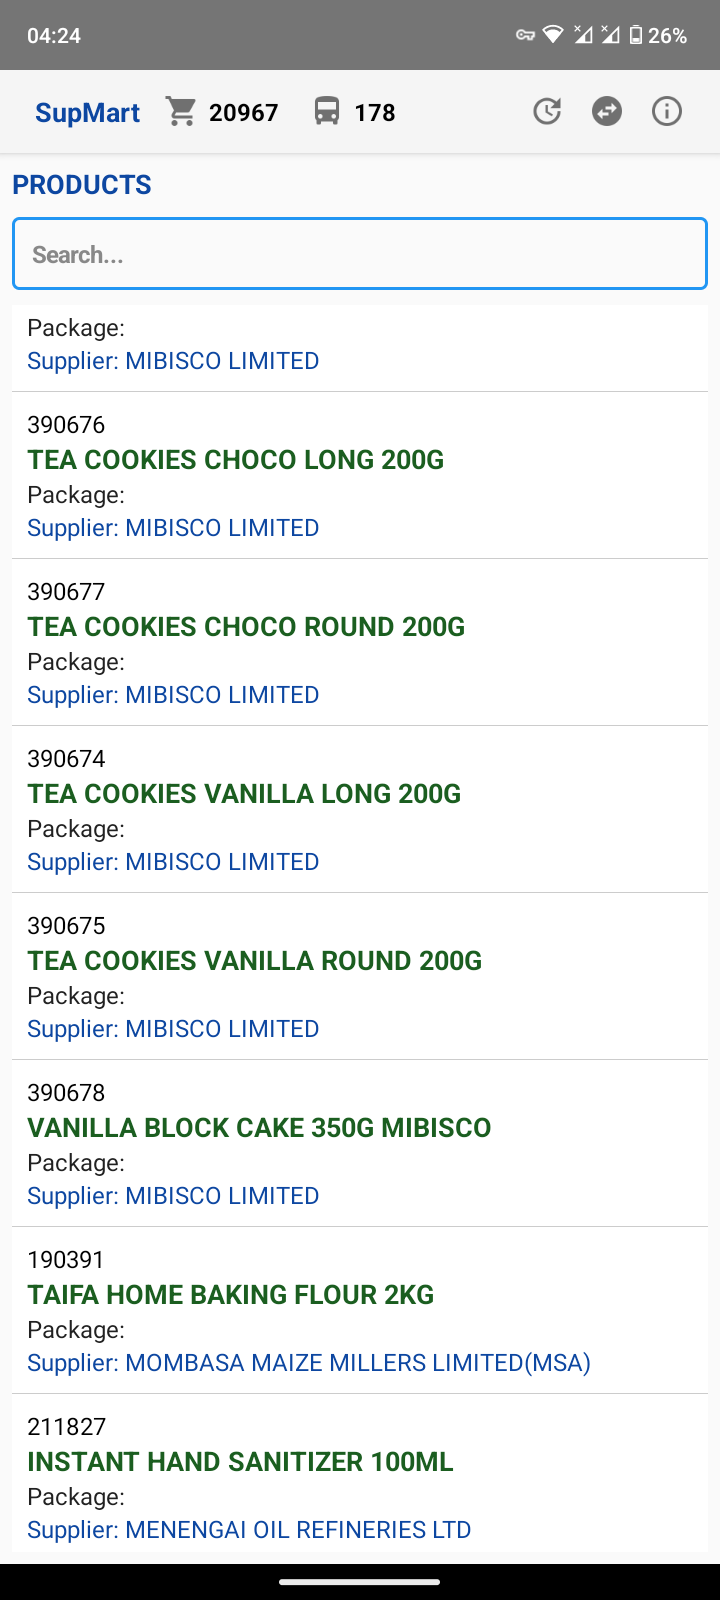 04:24
26%
SupMart 20967 178
PRODUCTS
Search...
Package:
Supplier: MIBISCO LIMITED
390676
TEA COOKIES CHOCO LONG 200G
Package:
Supplier: MIBISCO LIMITED
390677
TEA COOKIES CHOCO ROUND 200G
Package:
Supplier: MIBISCO LIMITED
390674
TEA COOKIES VANILLA LONG 200G
Package:
Supplier: MIBISCO LIMITED
390675
TEA COOKIES VANILLA ROUND 200G
Package:
Supplier: MIBISCO LIMITED
390678
VANILLA BLOCK CAKE 350G MIBISCO
Package:
Supplier: MIBISCO LIMITED
190391
TAIFA HOME BAKING FLOUR 2KG
Package:
Supplier: MOMBASA MAIZE MILLERS LIMITED(MSA)
211827
INSTANT HAND SANITIZER 100ML
Package:
Supplier: MENENGAI OIL REFINERIES LTD